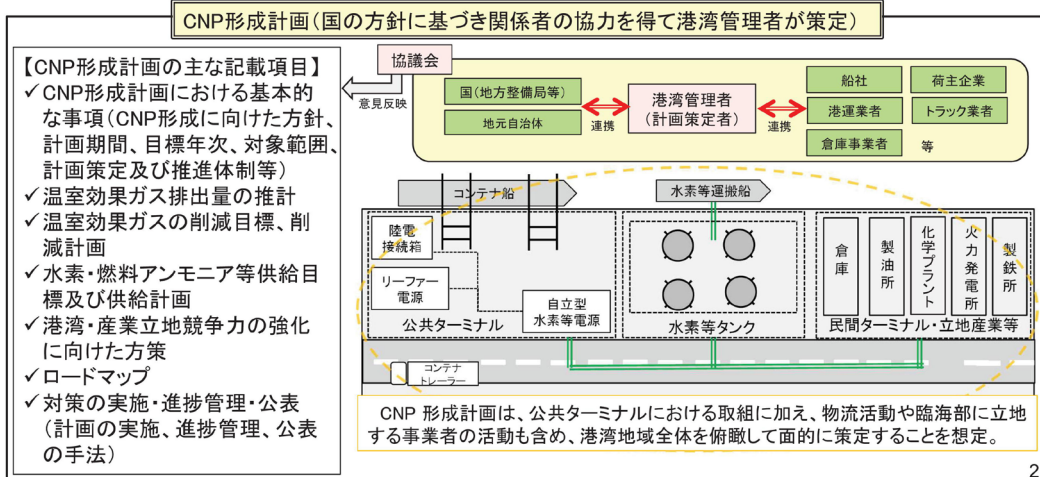 CNP形成計画(国の方針に基づき関係者の協力を得て港湾管理者が策定)
【CNP形成計画の主な記載項目】
✓CNP形成計画における基本的
な事項(CNP形成に向けた方針、
計画期間、目標年次、対象範囲、
計画策定及び推進体制等)
✓温室効果ガス排出量の推計
✓温室効果ガスの削減目標、削
減計画
✓水素・燃料アンモニア等供給目
標及び供給計画
✓港湾・産業立地競争力の強化
に向けた方策
✓ロードマップ
✓対策の実施・進捗管理・公表
(計画の実施、進捗管理、公表
の手法)
協議会
意見反映
国(地方整備局等)
地元自治体
連携
港湾管理者
(計画策定者)
連携
船社
荷主企業
港運業者
トラック業者
倉庫事業者
等
コンテナ船
水素等運搬船
陸電
接続箱
リーファー
電源
自立型
水素等電源
公共ターミナル
水素等タンク
倉庫
製油所
化学プラント
火力発電所
製鉄所
民間ターミナル・立地産業等
コンテナ
トレーラー
CNP 形成計画は、公共ターミナルにおける取組に加え、物流活動や臨海部に立地
する事業者の活動も含め、港湾地域全体を俯瞰して面的に策定することを想定。
2